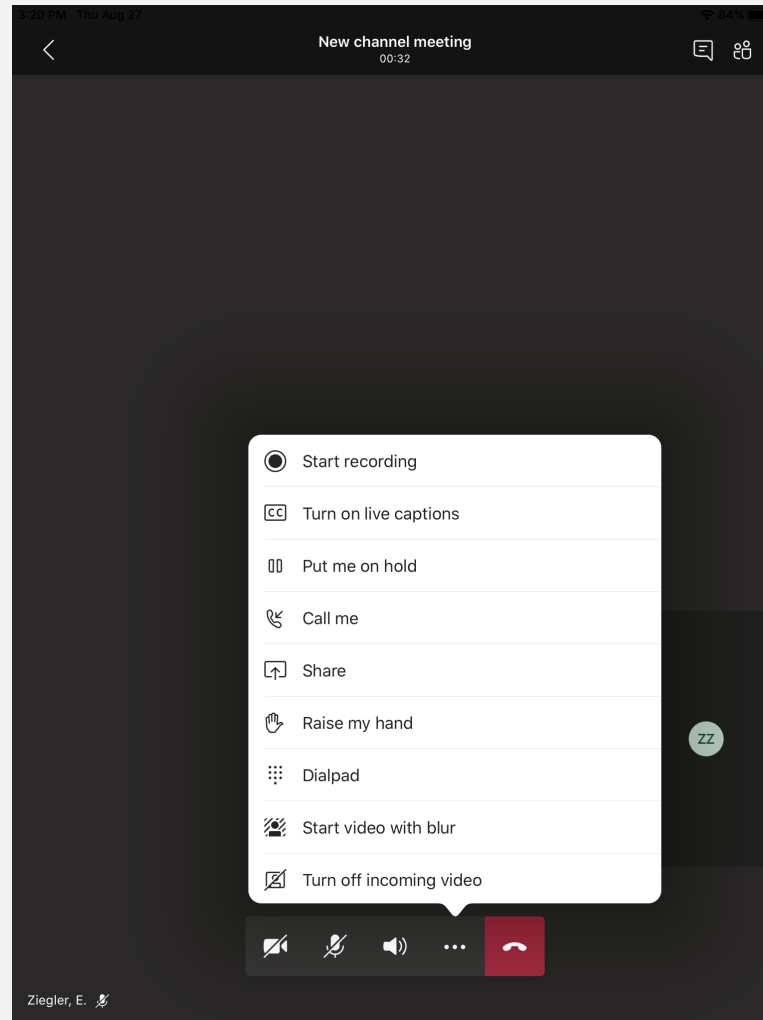 3:20 PM Thu Aug 27
84%
New channel meeting
00:32
Start recording
CC Turn on live captions
Put me on hold
Call me
Share
Raise my hand
Dialpad
Start video with blur
Turn off incoming video
ZZ
Ziegler, E.